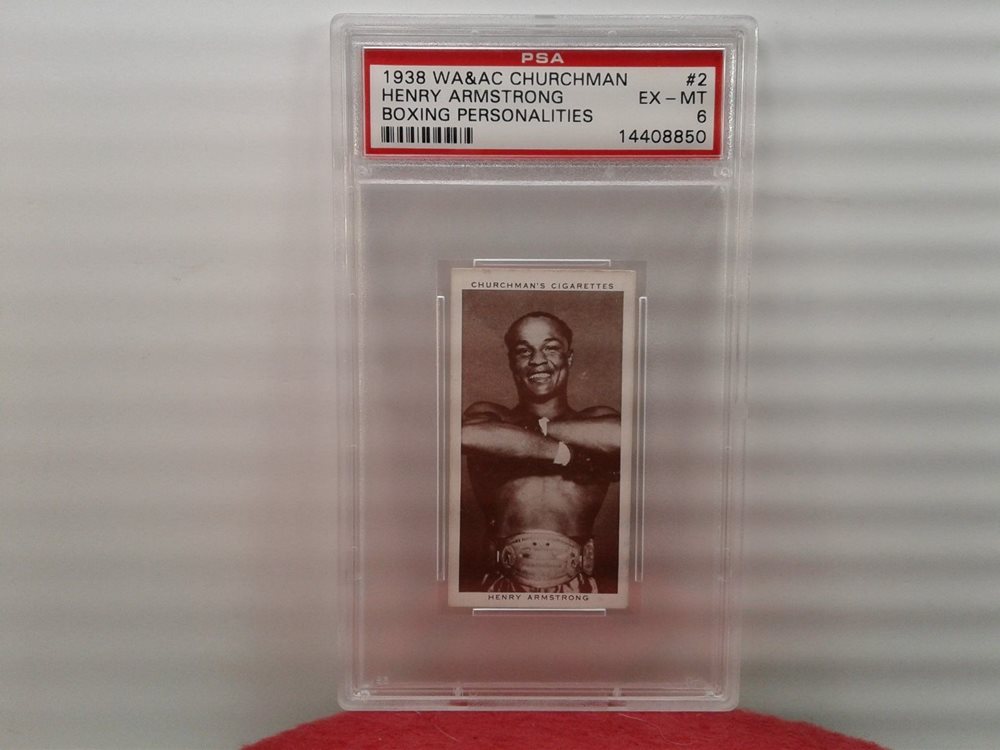 PSA
1938 WA&AC CHURCHMAN #2
HENRY ARMSTRONG EX - MT
BOXING PERSONALITIES 6
14408850
CHURCHMAN'S CIGARETTES
HENRY ARMSTRONG